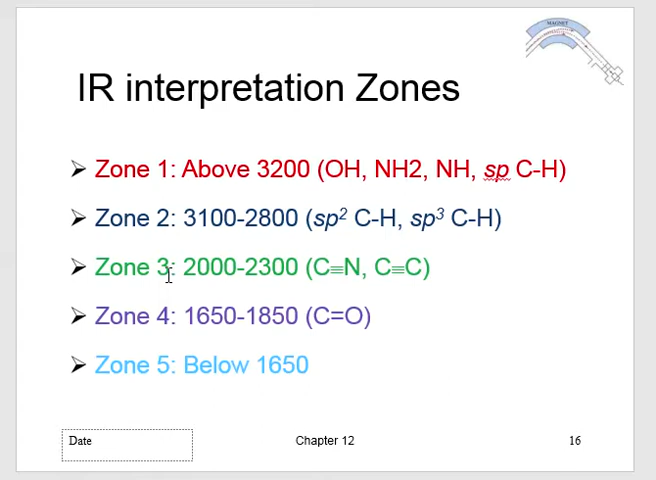 MAGNET
IR interpretation Zones
Zone 1: Above 3200 (OH, NH2, NH, sp C-H)
Zone 2: 3100-2800 (sp² C-H, sp³ C-H)
Zone 3: 2000-2300 (C≡N, C≡C)
Zone 4: 1650-1850 (C=O)
Zone 5: Below 1650
Date
Chapter 12
16